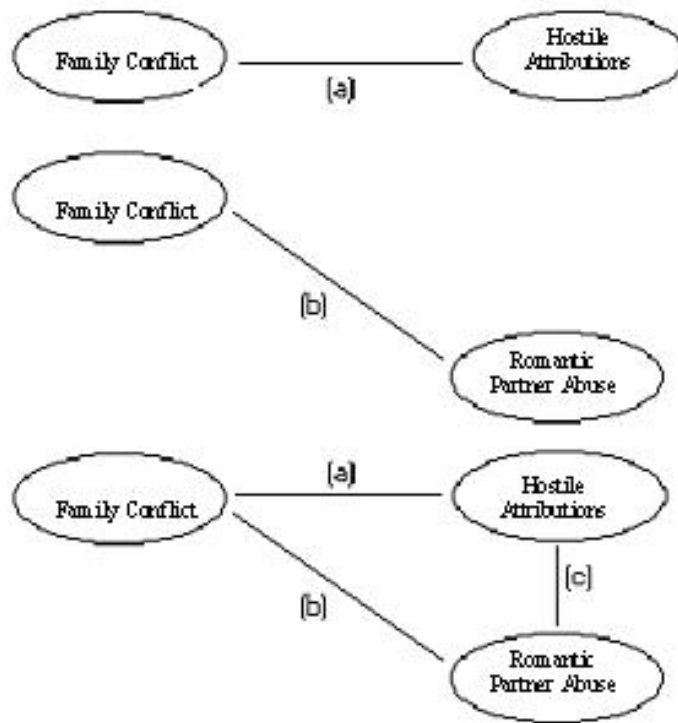 Family Conflict
Hostile
Attributions
(a)
Family Conflict
(b)
Romantic
Partner Abuse
Family Conflict
(a)
Hostile
Attributions
(b)
(c)
Romantic
Partner Abuse